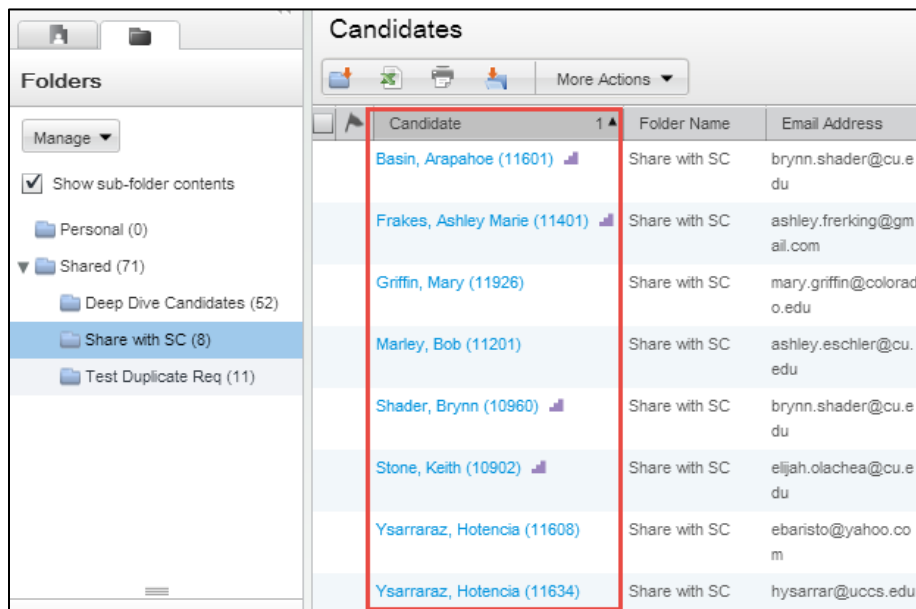 Folders
Manage
Show sub-folder contents
Personal (0)
Shared (71)
Deep Dive Candidates (52)
Share with SC (8)
Test Duplicate Req (11)
Candidates
More Actions
Candidate 1 Folder Name Email Address
Basin, Arapahoe (11601) Share with SC brynn.shader@cu.e
du
Frakes, Ashley Marie (11401) Share with SC ashley.frerking@gm
ail.com
Griffin, Mary (11926) Share with SC mary.griffin@colorad
o.edu
Marley, Bob (11201) Share with SC ashley.eschler@cu.
edu
Shader, Brynn (10960) Share with SC brynn.shader@cu.e
du
Stone, Keith (10902) Share with SC elijah.olachea@cu.e
du
Ysarraraz, Hotencia (11608) Share with SC ebaristo@yahoo.co
m
Ysarraraz, Hotencia (11634) Share with SC hysarrar@uccs.edu